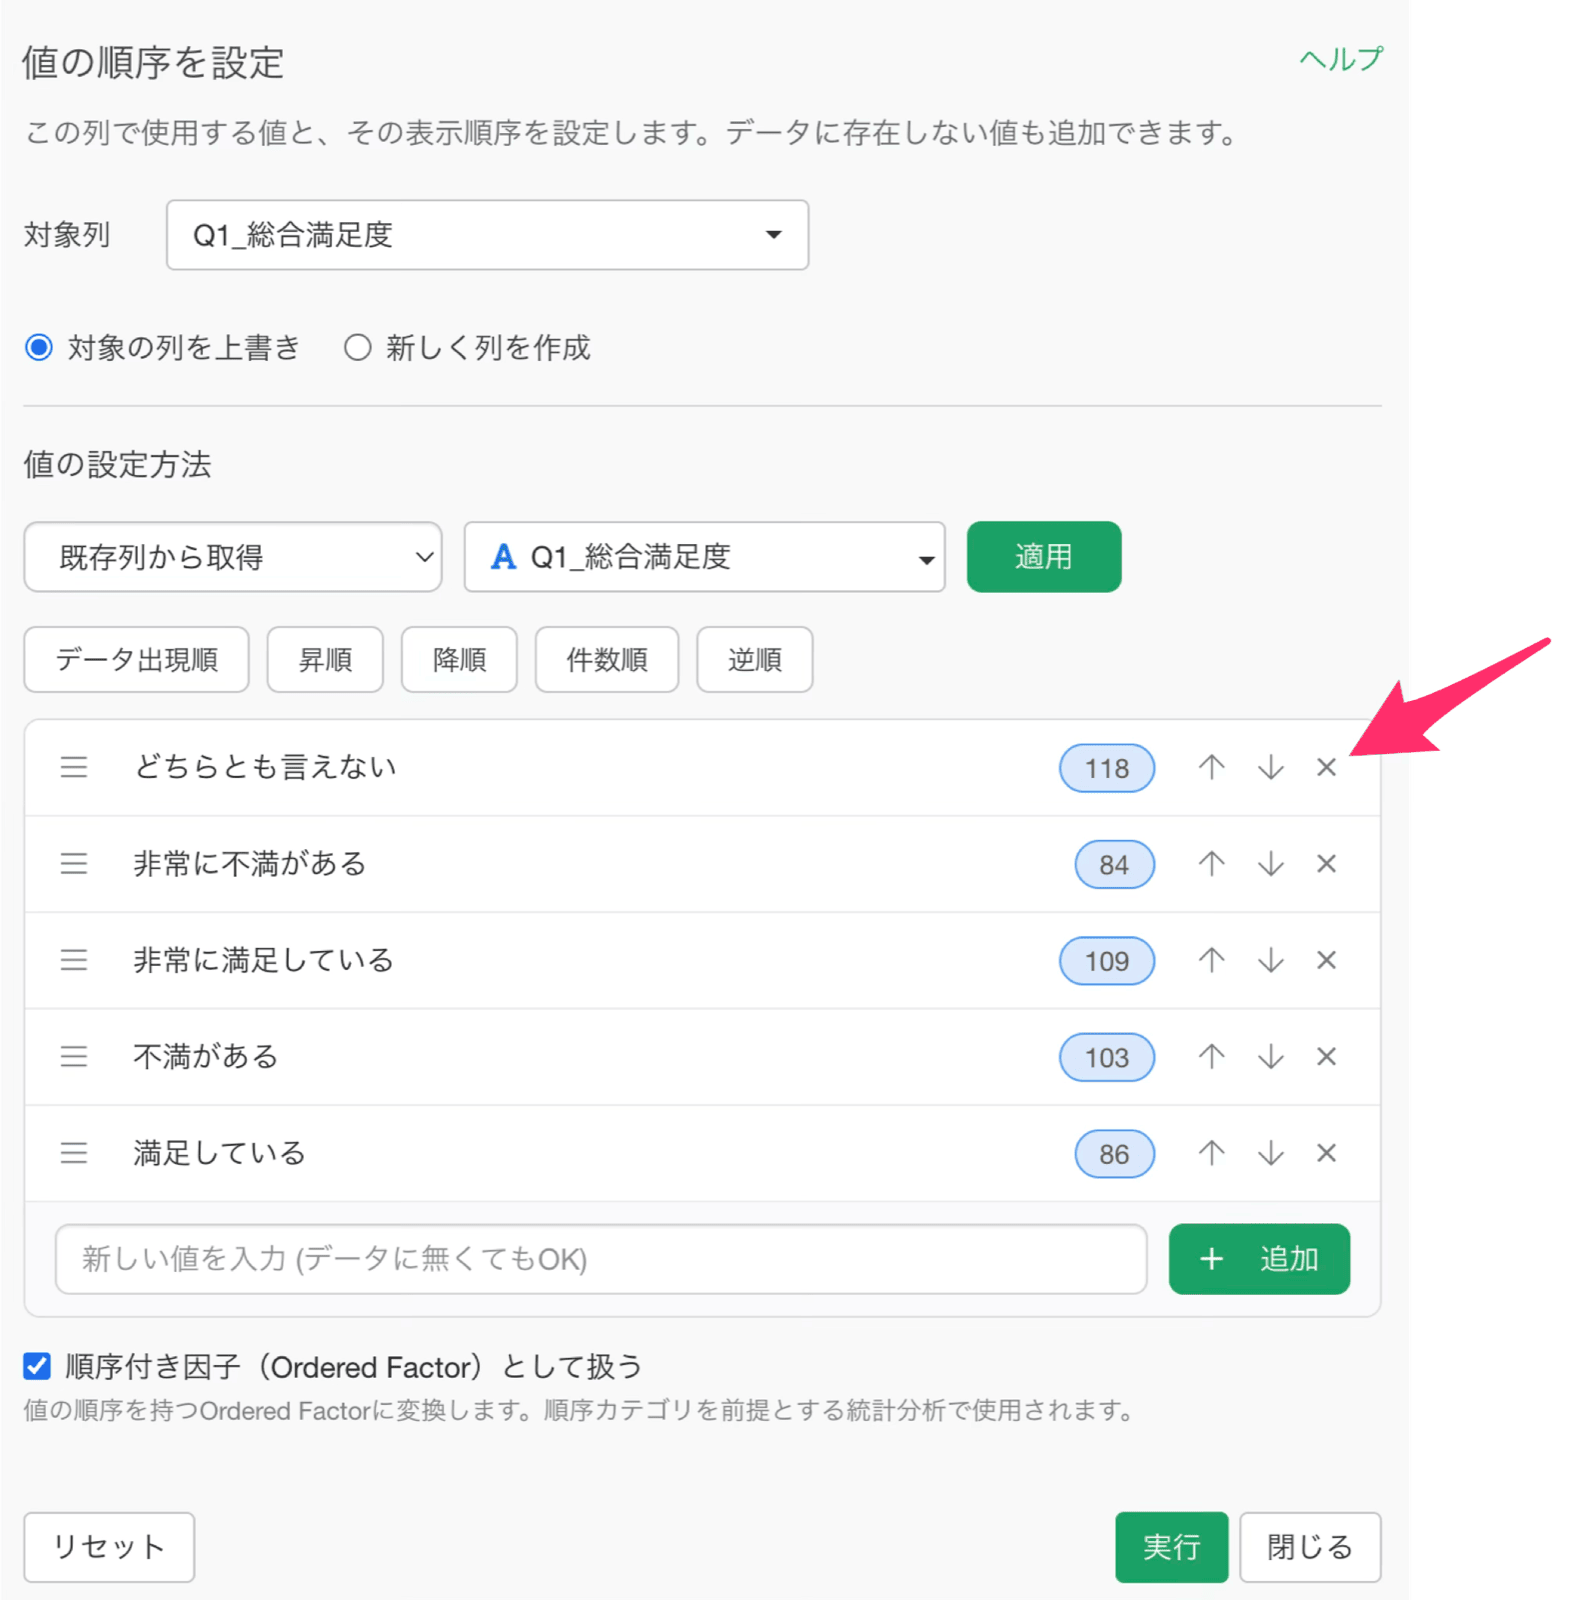 値の順序を設定
ヘルプ
この列で使用する値と、その表示順序を設定します。データに存在しない値も追加できます。
対象列 Q1_総合満足度
対象の列を上書き 新しく列を作成
値の設定方法
既存列から取得 A Q1_総合満足度 適用
データ出現順 昇順 降順 件数順 逆順
どちらとも言えない 118
非常に不満がある 84
非常に満足している 109
不満がある 103
満足している 86
新しい値を入力 (データに無くてもOK) + 追加
順序付き因子（Ordered Factor）として扱う
値の順序を持つOrdered Factorに変換します。順序カテゴリを前提とする統計分析で使用されます。
リセット 実行 閉じる